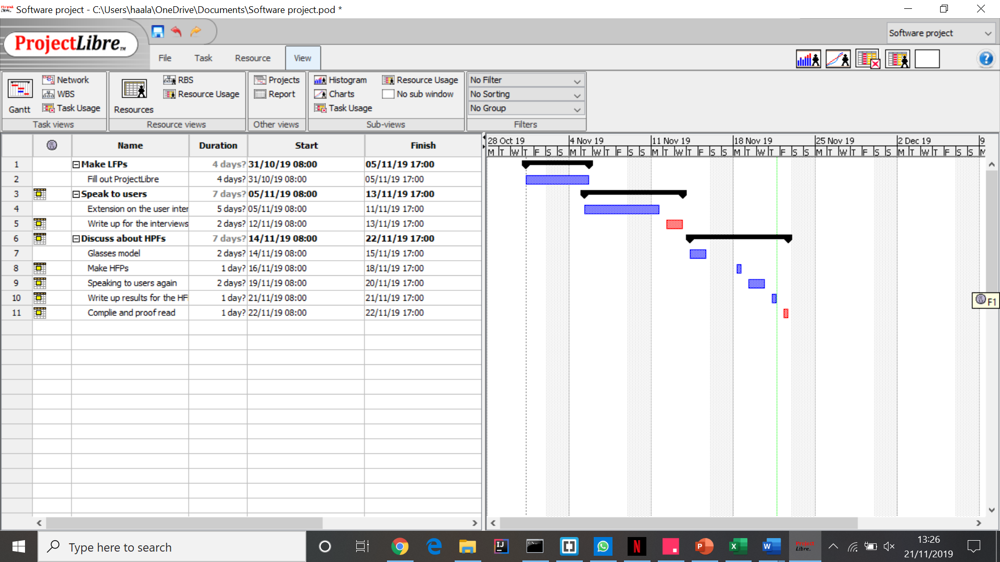 Software project - C:\Users\haala\OneDrive\Documents\Software project.pod *
ProjectLibre TM
Software project
File Task Resource View
Gantt Network WBS Task Usage
Task views
Resources RBS Resource Usage
Resource views
Projects Report
Other views
Histogram Charts Task Usage Resource Usage No sub window
Sub-views
No Filter
No Sorting
No Group
Filters
Name Duration Start Finish
28 Oct 19 4 Nov 19 11 Nov 19 18 Nov 19 25 Nov 19 2 Dec 19 9
M T W T F S S M T W T F S S M T W T F S S M T W T F S S M T W T F S S M T W T F S S M
1 Make LFPs 4 days? 31/10/19 08:00 05/11/19 17:00
2 Fill out ProjectLibre 4 days? 31/10/19 08:00 05/11/19 17:00
3 Speak to users 7 days? 05/11/19 08:00 13/11/19 17:00
4 Extension on the user inter 5 days? 05/11/19 08:00 11/11/19 17:00
5 Write up for the interviews 2 days? 12/11/19 08:00 13/11/19 17:00
6 Discuss about HPFs 7 days? 14/11/19 08:00 22/11/19 17:00
7 Glasses model 2 days? 14/11/19 08:00 15/11/19 17:00
8 Make HFPs 1 day? 16/11/19 08:00 18/11/19 17:00
9 Speaking to users again 2 days? 19/11/19 08:00 20/11/19 17:00
10 Write up results for the HF 1 day? 21/11/19 08:00 21/11/19 17:00
11 Complie and proof read 1 day? 22/11/19 08:00 22/11/19 17:00
F1
Type here to search
13:26
21/11/2019